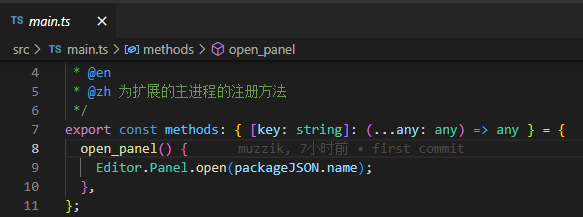 TS main.ts ×
src > TS main.ts > methods > open_panel
4 * @en
5 * @zh 为扩展的主进程的注册方法
6 */
7 export const methods: { [key: string]: (...any: any) => any } = {
8 open_panel() { muzzik, 7小时前 • first commit
9 Editor.Panel.open(packageJSON.name);
10 },
11 };